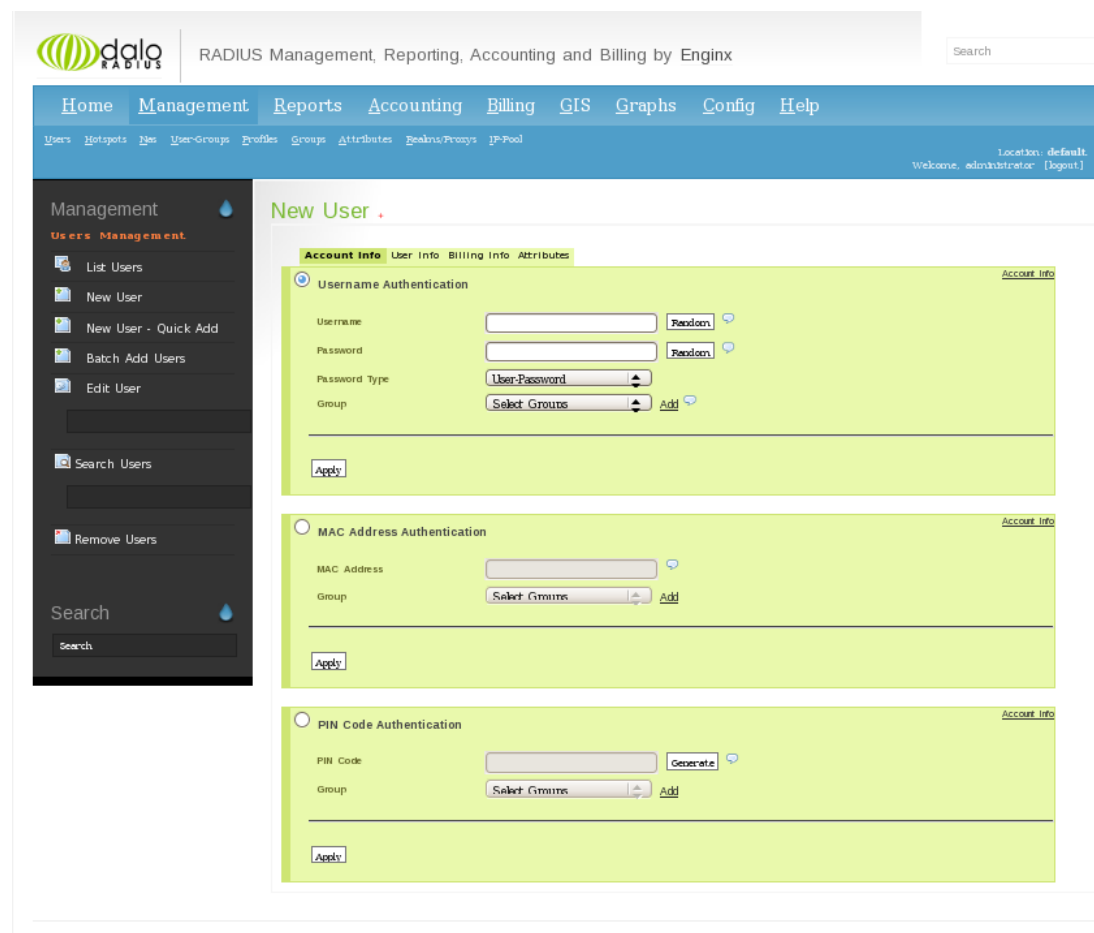 dalo
RADIUS
RADIUS Management, Reporting, Accounting and Billing by Enginx
Search
Home Management Reports Accounting Billing GIS Graphs Config Help
Users Hotspots Nas User-Groups Profiles Groups Attributes Realms/Proxys IP-Pool
Location: default.
Welcome, administrator [logout]
Management
Users Management
List Users
New User
New User - Quick Add
Batch Add Users
Edit User
Search Users
Remove Users
Search
Search
New User +
Account Info User Info Billing Info Attributes
Account Info
Username Authentication
Username Random
Password Random
Password Type User-Password
Group Select Groups Add
Apply
Account Info
MAC Address Authentication
MAC Address
Group Select Groups Add
Apply
Account Info
PIN Code Authentication
PIN Code Generate
Group Select Groups Add
Apply